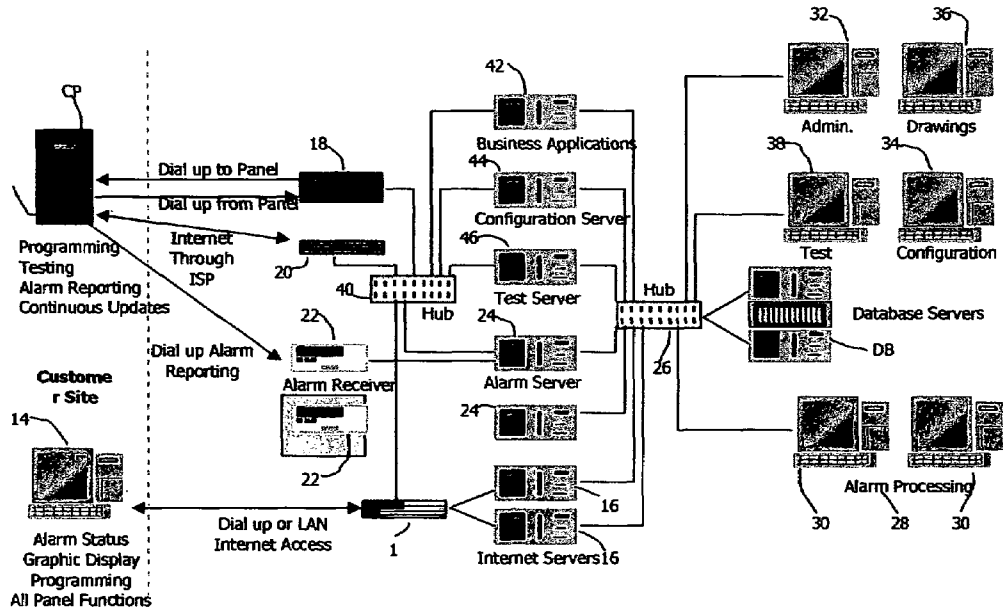 CP
Dial up to Panel
Dial up from Panel
Internet
Through
ISP
Programming
Testing
Alarm Reporting
Continuous Updates
Dial up Alarm
Reporting
Custome
r Site
14
Alarm Status
Graphic Display
Programming
All Panel Functions
Dial up or LAN
Internet Access
18
20
40
Hub
22
Alarm Receiver
22
1
42
Business Applications
44
Configuration Server
46
Test Server
24
Alarm Server
24
16
Internet Servers 16
Hub
26
32
Admin.
36
Drawings
38
Test
34
Configuration
Database Servers
DB
Alarm Processing
30
28
30